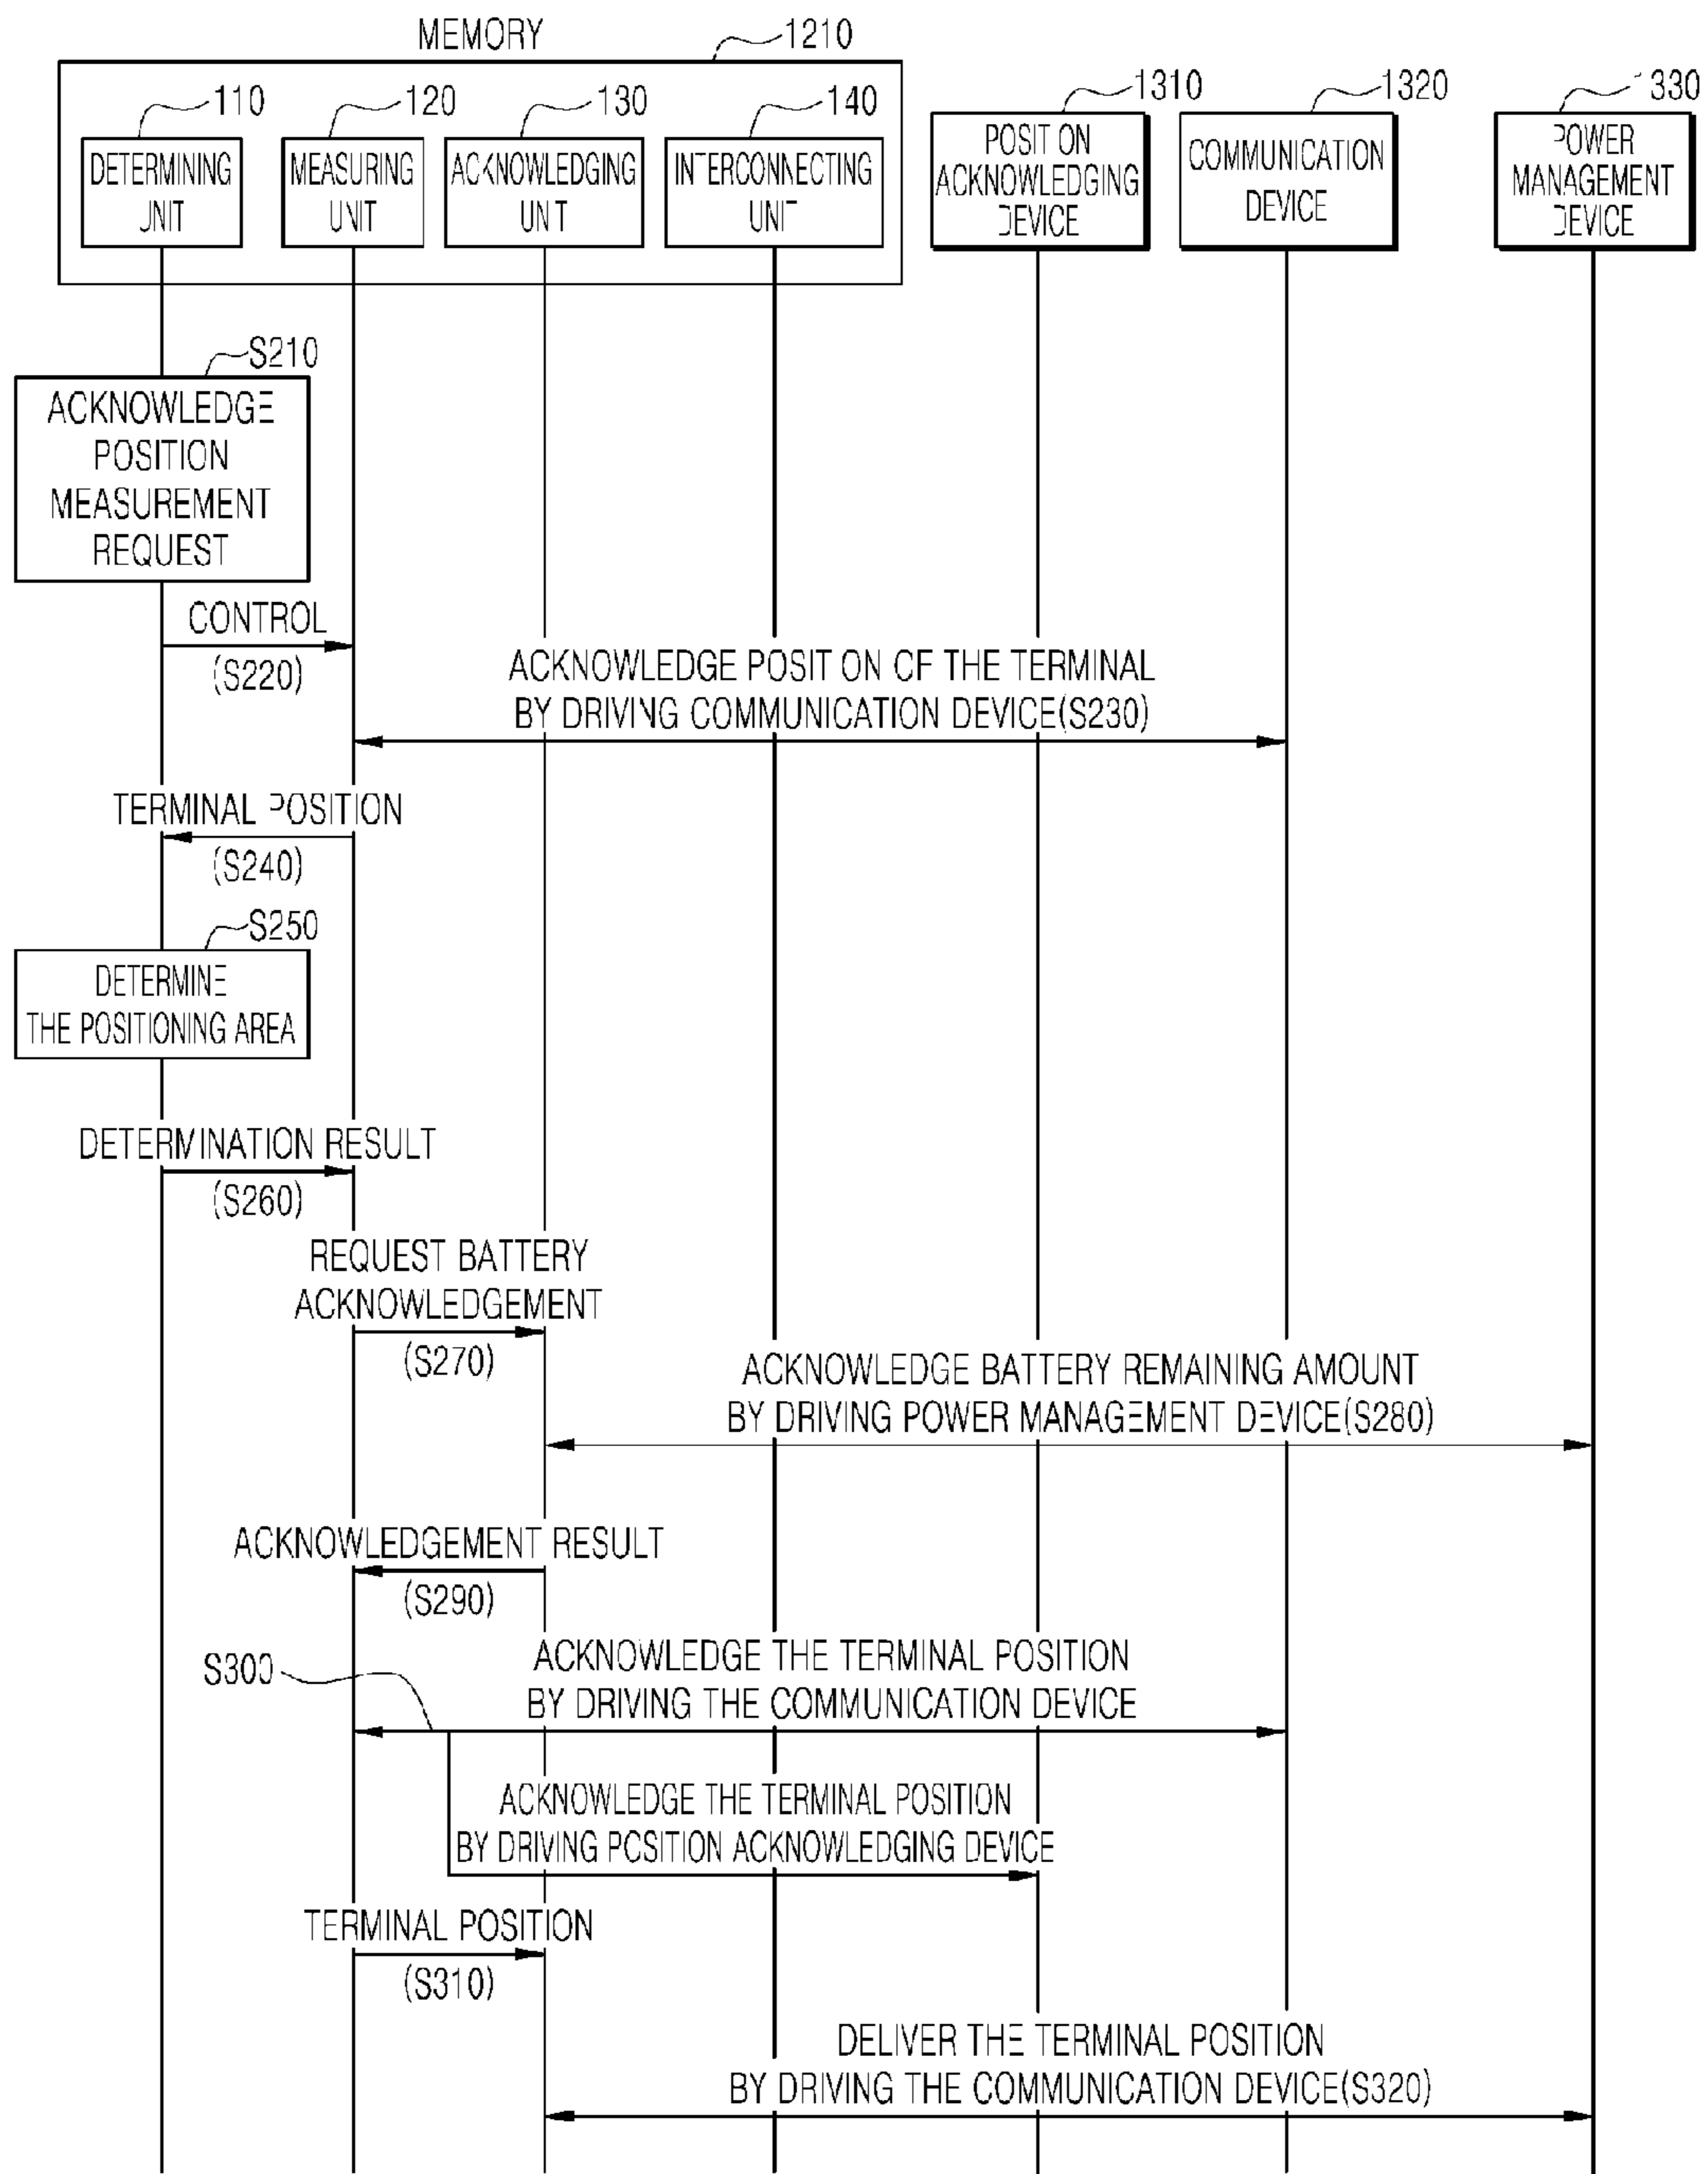 MEMORY
1210
110
120
130
140
1310
1320
330
DETERMINING
UNIT
MEASURING
UNIT
ACKNOWLEDGING
UNIT
INTERCONNECTING
UNIT
POSITION
ACKNOWLEDGING
DEVICE
COMMUNICATION
DEVICE
POWER
MANAGEMENT
DEVICE
S210
ACKNOWLEDGE
POSITION
MEASUREMENT
REQUEST
CONTROL
(S220)
ACKNOWLEDGE POSITION OF THE TERMINAL
BY DRIVING COMMUNICATION DEVICE(S230)
TERMINAL POSITION
(S240)
S250
DETERMINE
THE POSITIONING AREA
DETERMINATION RESULT
(S260)
REQUEST BATTERY
ACKNOWLEDGEMENT
(S270)
ACKNOWLEDGE BATTERY REMAINING AMOUNT
BY DRIVING POWER MANAGEMENT DEVICE(S280)
ACKNOWLEDGEMENT RESULT
(S290)
S300
ACKNOWLEDGE THE TERMINAL POSITION
BY DRIVING THE COMMUNICATION DEVICE
ACKNOWLEDGE THE TERMINAL POSITION
BY DRIVING POSITION ACKNOWLEDGING DEVICE
TERMINAL POSITION
(S310)
DELIVER THE TERMINAL POSITION
BY DRIVING THE COMMUNICATION DEVICE(S320)